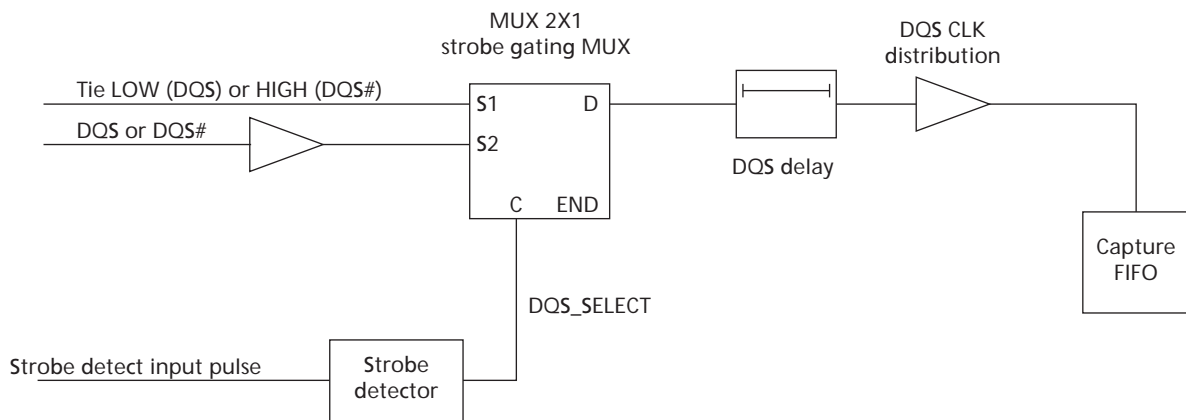 MUX 2X1
strobe gating MUX
DQS CLK
distribution
Tie LOW (DQS) or HIGH (DQS#)
S1
D
DQS or DQS#
S2
DQS delay
C
END
Capture
FIFO
DQS_SELECT
Strobe detect input pulse
Strobe
detector